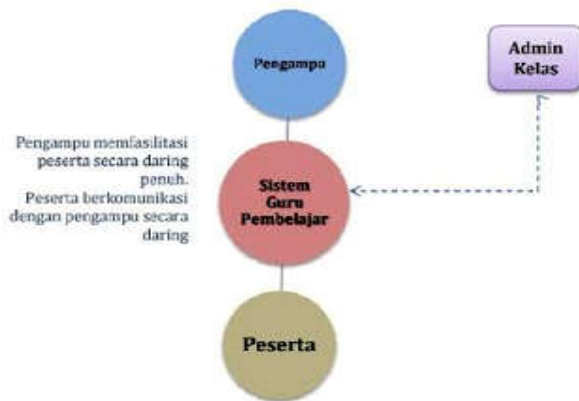 Pengampu
Admin
Kelas
Pengampu memfasilitasi
peserta secara daring
penuh.
Peserta berkomunikasi
dengan pengampu secara
daring
Sistem
Guru
Pembelajar
Peserta